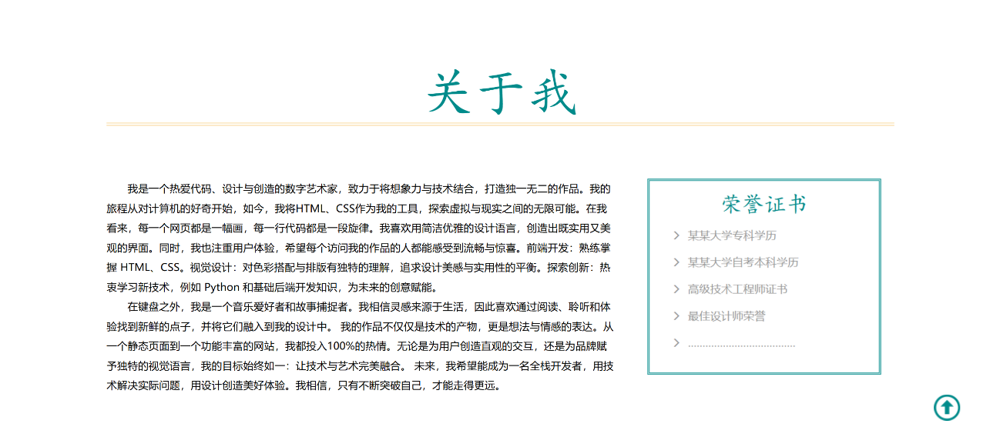 关于我
我是一个热爱代码、设计与创造的数字艺术家，致力于将想象力与技术结合，打造独一无二的作品。我的
旅程从对计算机的好奇开始，如今，我将HTML、CSS作为我的工具，探索虚拟与现实之间的无限可能。在我
看来，每一个网页都是一幅画，每一行代码都是一段旋律。我喜欢用简洁优雅的设计语言，创造出既实用又美
观的界面。同时，我也注重用户体验，希望每个访问我的作品的人都能感受到流畅与惊喜。前端开发：熟练掌
握 HTML、CSS。视觉设计：对色彩搭配与排版有独特的理解，追求设计美感与实用性的平衡。探索创新：热
衷学习新技术，例如 Python 和基础后端开发知识，为未来的创意赋能。
在键盘之外，我是一个音乐爱好者和故事捕捉者。我相信灵感来源于生活，因此喜欢通过阅读、聆听和体
验找到新鲜的点子，并将它们融入到我的设计中。 我的作品不仅仅是技术的产物，更是想法与情感的表达。从
一个静态页面到一个功能丰富的网站，我都投入100%的热情。无论是为用户创造直观的交互，还是为品牌赋
予独特的视觉语言，我的目标始终如一：让技术与艺术完美融合。 未来，我希望能成为一名全栈开发者，用技
术解决实际问题，用设计创造美好体验。我相信，只有不断突破自己，才能走得更远。
荣誉证书
某某大学专科学历
某某大学自考本科学历
高级技术工程师证书
最佳设计师荣誉
...................................